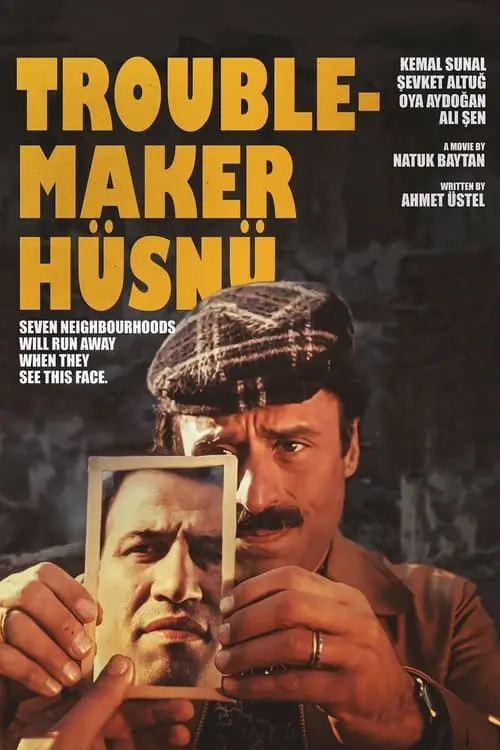 TROUBLE-
MAKER
HÜSNÜ
SEVEN NEIGHBOURHOODS
WILL RUN AWAY
WHEN THEY
SEE THIS FACE.
KEMAL SUNAL
ŞEVKET ALTUĞ
OYA AYDOĞAN
ALI ŞEN
A MOVIE BY
NATUK BAYTAN
WRITTEN BY
AHMET ÜSTEL